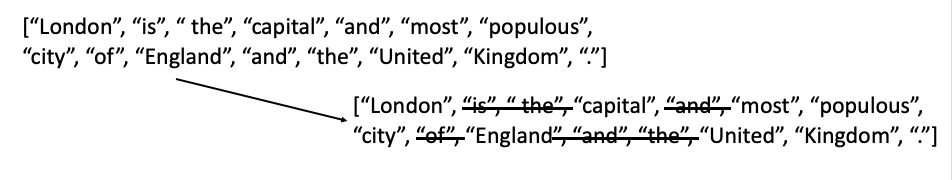 [“London”, “is”, “ the”, “capital”, “and”, “most”, “populous”,
“city”, “of”, “England”, “and”, “the”, “United”, “Kingdom”, “.”]
[“London”, “is”, “ the”, “capital”, “and”, “most”, “populous”,
“city”, “of”, “England”, “and”, “the”, “United”, “Kingdom”, “.”]